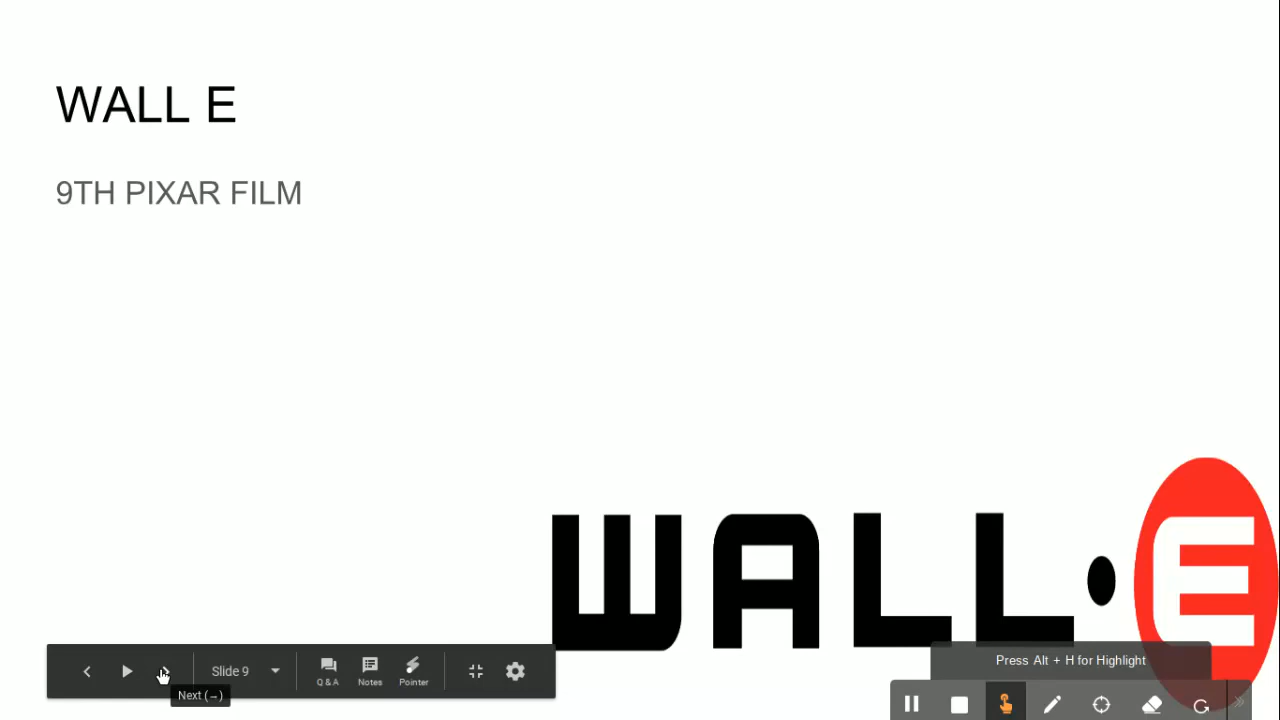 WALL E
9TH PIXAR FILM
WALL·E
Press Alt + H for Highlight
Slide 9
Q & A
Notes
Pointer
Next (→)